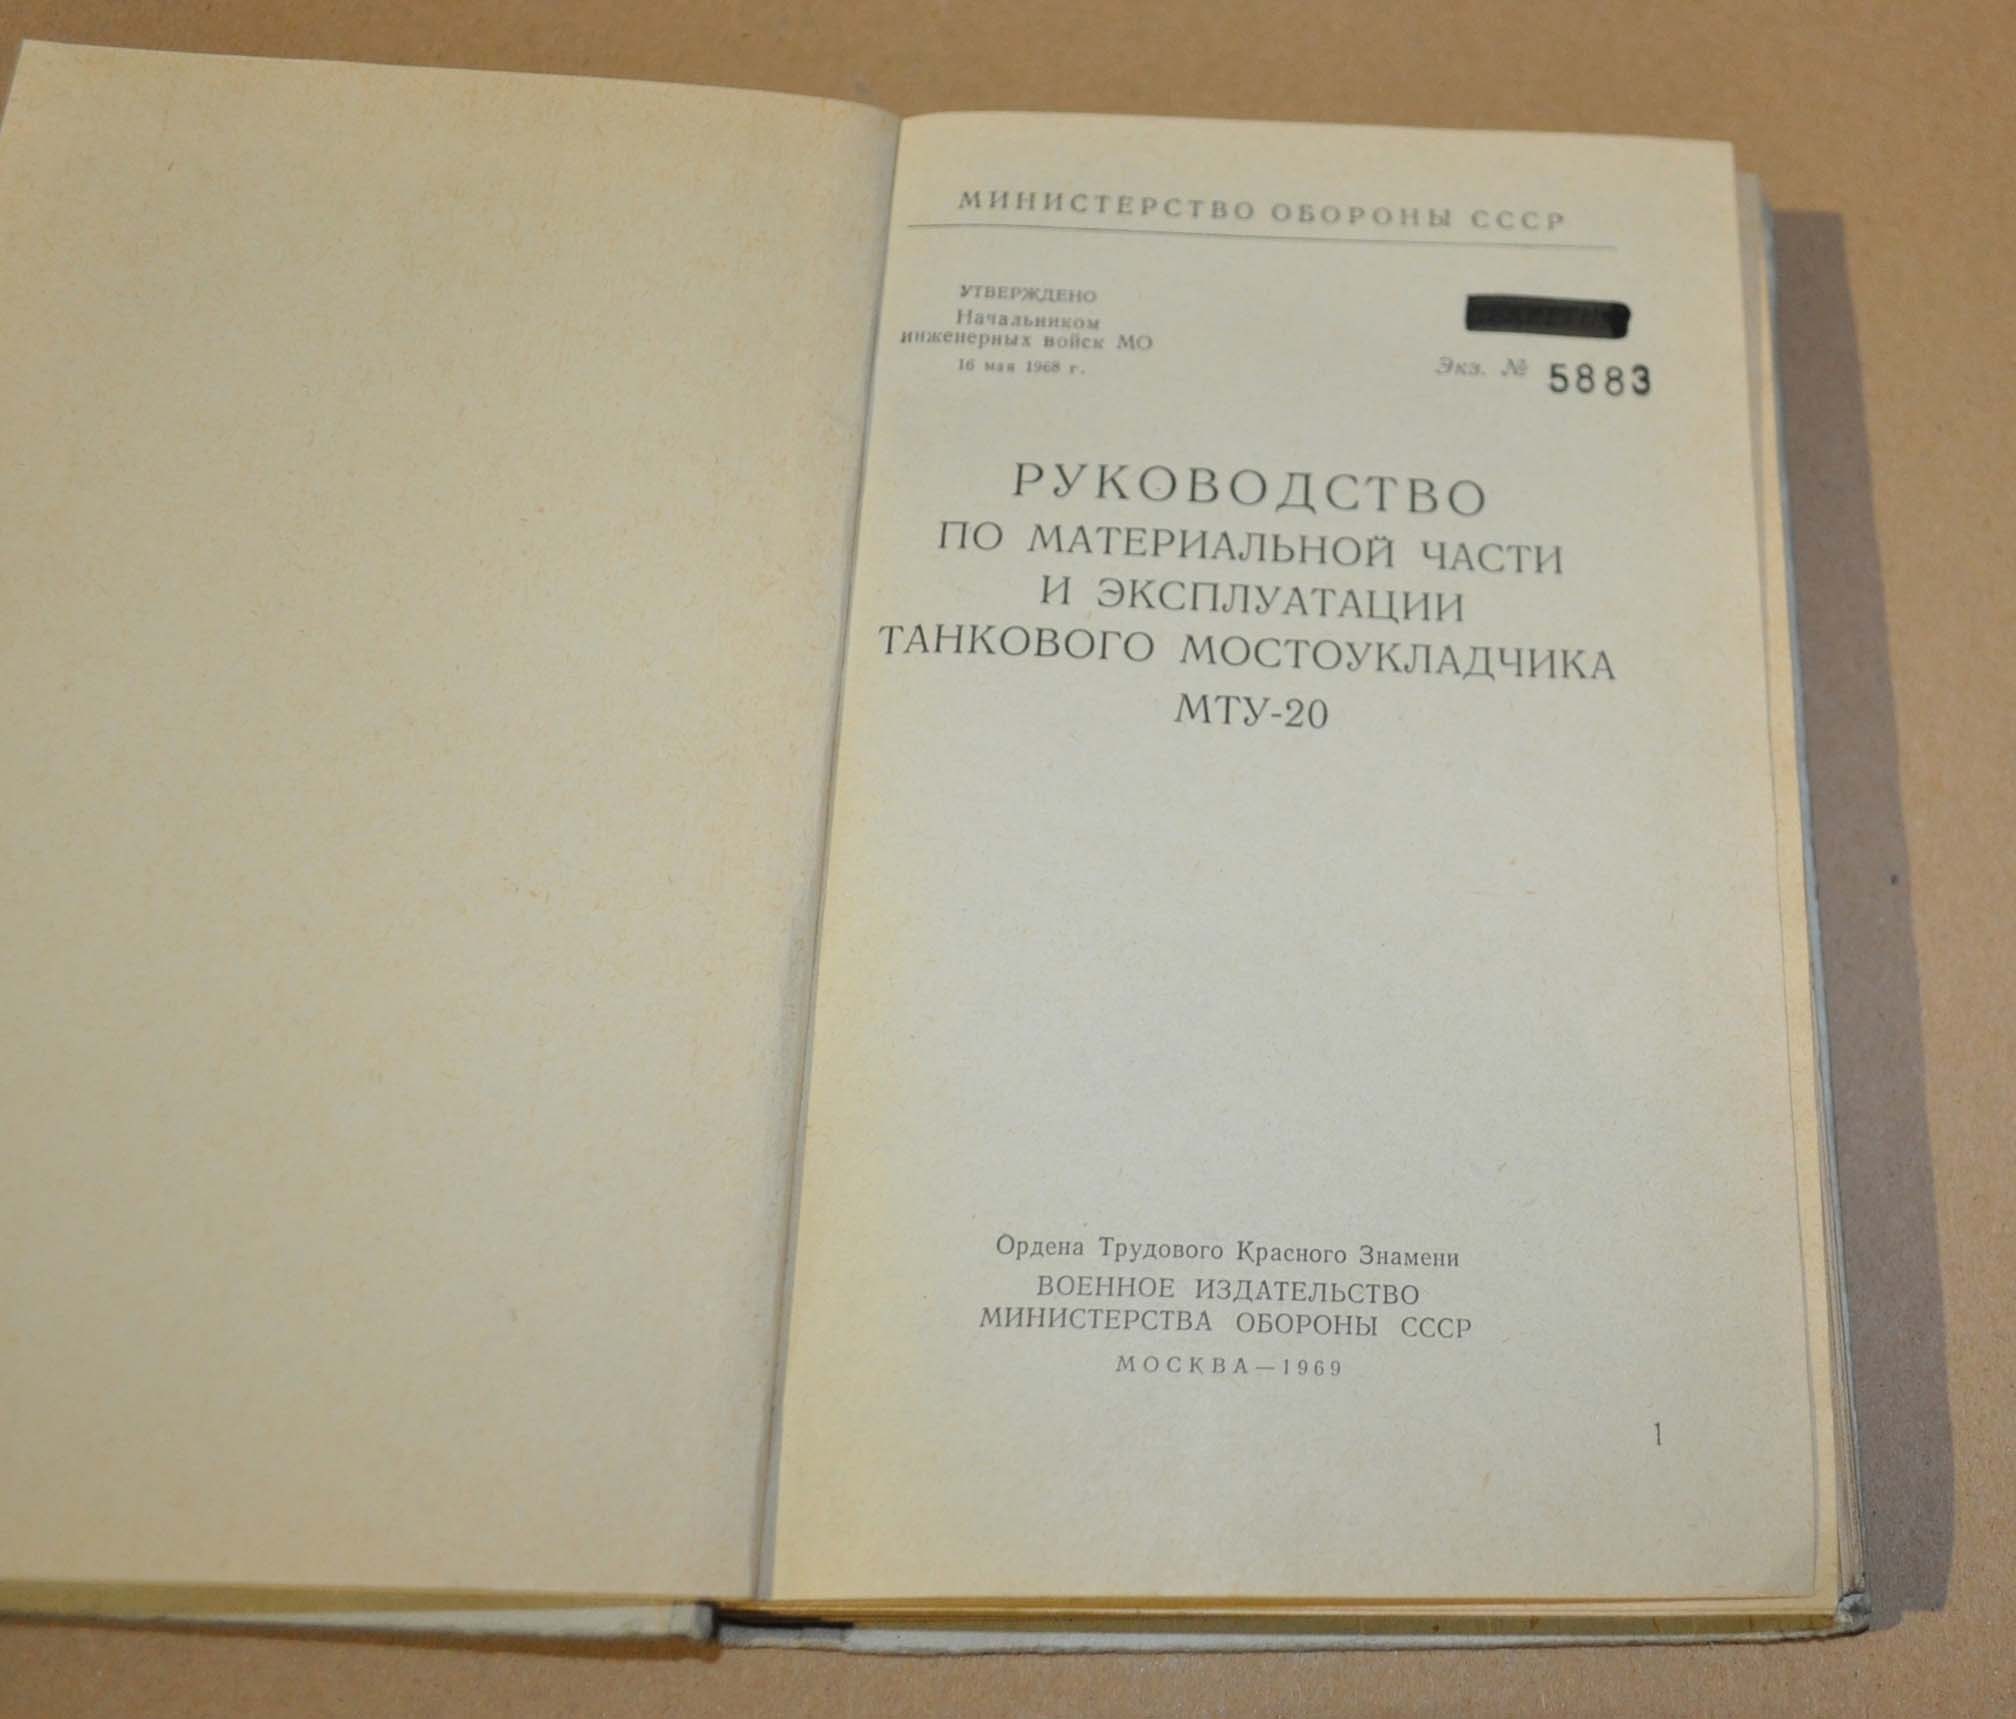 МИНИСТЕРСТВО ОБОРОНЫ СССР
УТВЕРЖДЕНО
Начальником
инженерных войск МО
16 мая 1968 г.
Экз. № 5883
РУКОВОДСТВО
ПО МАТЕРИАЛЬНОЙ ЧАСТИ
И ЭКСПЛУАТАЦИИ
ТАНКОВОГО МОСТОУКЛАДЧИКА
МТУ-20
Ордена Трудового Красного Знамени
ВОЕННОЕ ИЗДАТЕЛЬСТВО
МИНИСТЕРСТВА ОБОРОНЫ СССР
МОСКВА—1969
1